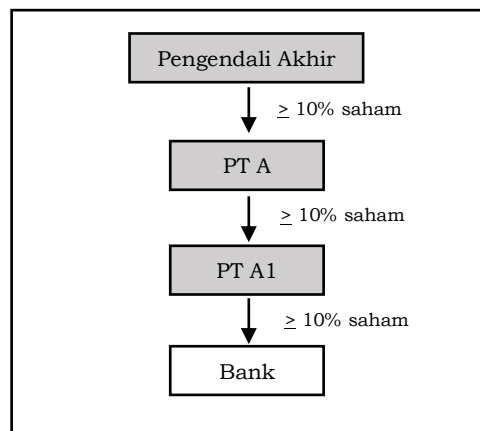 Pengendali Akhir
≥ 10% saham
PT A
≥ 10% saham
PT A1
≥ 10% saham
Bank